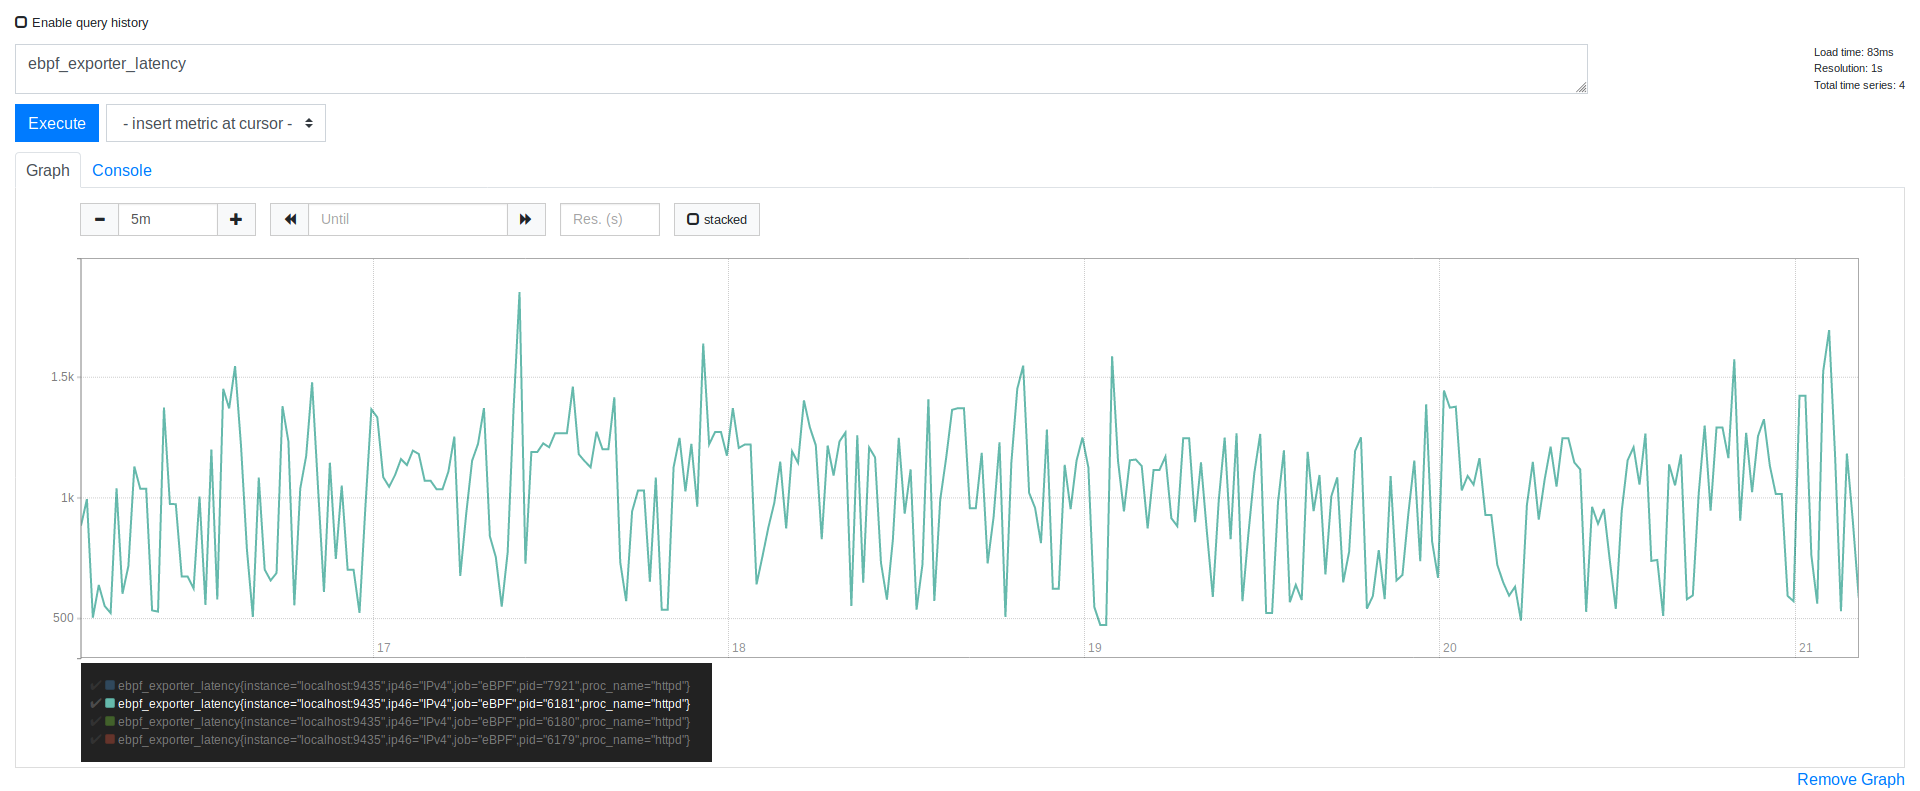 Enable query history
ebpf_exporter_latency
Load time: 83ms
Resolution: 1s
Total time series: 4
Execute
- insert metric at cursor -
Graph Console
5m Until Res. (s) stacked
1.5k
1k
500
17 18 19 20 21
ebpf_exporter_latency{instance="localhost:9435",ip46="IPv4",job="eBPF",pid="7921",proc_name="httpd"}
ebpf_exporter_latency{instance="localhost:9435",ip46="IPv4",job="eBPF",pid="6181",proc_name="httpd"}
ebpf_exporter_latency{instance="localhost:9435",ip46="IPv4",job="eBPF",pid="6180",proc_name="httpd"}
ebpf_exporter_latency{instance="localhost:9435",ip46="IPv4",job="eBPF",pid="6179",proc_name="httpd"}
Remove Graph